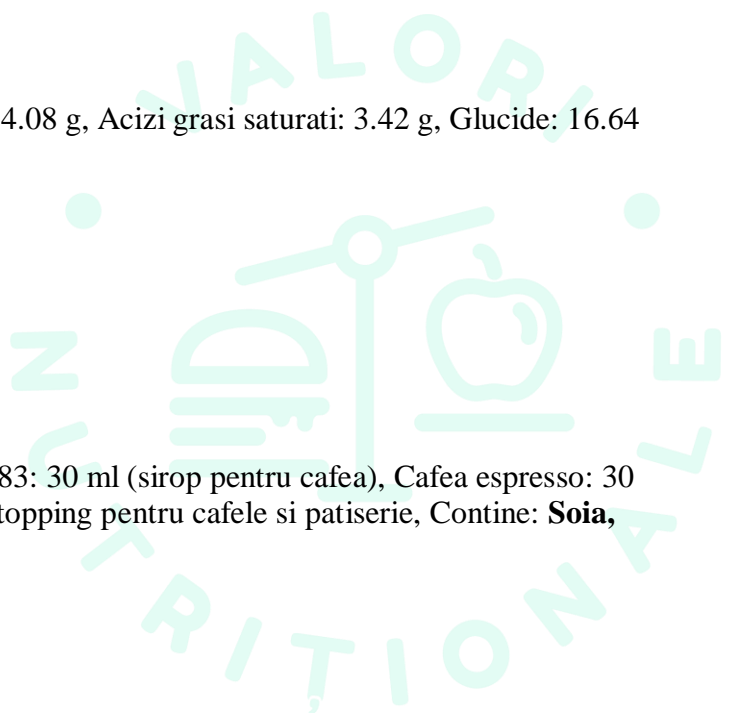 4.08 g, Acizi grasi saturati: 3.42 g, Glucide: 16.64
83: 30 ml (sirop pentru cafea), Cafea espresso: 30
topping pentru cafele si patiserie, Contine: Soia,
VALORI
NUTRIȚIONALE